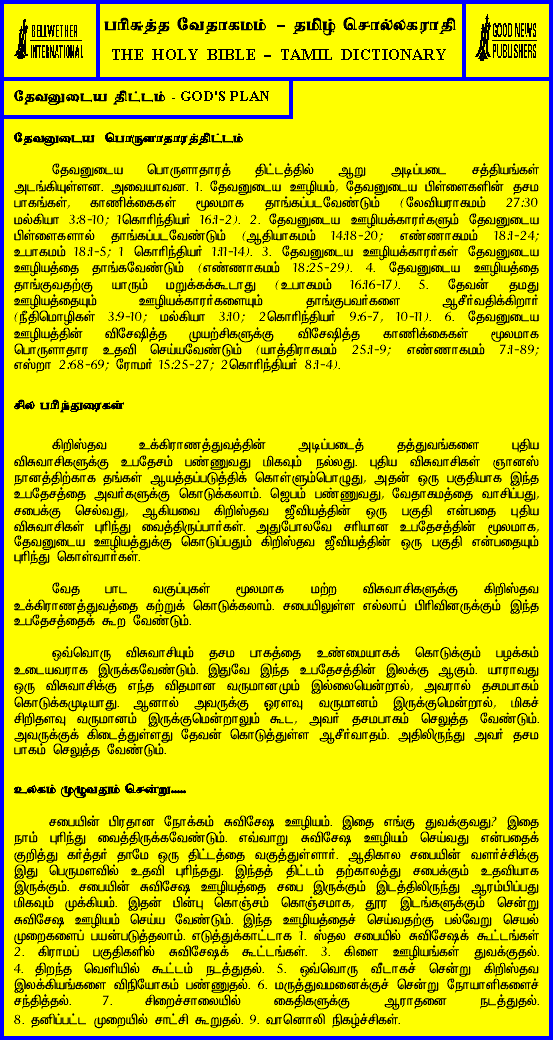 BELLWETHER
INTERNATIONAL
பரிசுத்த வேதாகமம் – தமிழ் சொல்லகராதி
THE HOLY BIBLE – TAMIL DICTIONARY
GOOD NEWS
PUBLISHERS
தேவனுடைய திட்டம் - GOD'S PLAN
தேவனுடைய பொருளாதாரத்திட்டம்
தேவனுடைய பொருளாதாரத் திட்டத்தில் ஆறு அடிப்படை சத்தியங்கள்
அடங்கியுள்ளன. அவையாவன. 1. தேவனுடைய ஊழியம், தேவனுடைய பிள்ளைகளின் தசம
பாகங்கள், காணிக்கைகள் மூலமாக தாங்கப்படவேண்டும் (லேவியராகமம் 27:30
மல்கியா 3:8-10; 1கொரிந்தியர் 16:1-2). 2. தேவனுடைய ஊழியக்காரர்களும் தேவனுடைய
பிள்ளைகளால் தாங்கப்படவேண்டும் (ஆதியாகமம் 14:18-20; எண்ணாகமம் 18:1-24;
உபாகமம் 18:1-5; 1 கொரிந்தியர் 1:11-14). 3. தேவனுடைய ஊழியக்காரர்கள் தேவனுடைய
ஊழியத்தை தாங்கவேண்டும் (எண்ணாகமம் 18:25-29). 4. தேவனுடைய ஊழியத்தை
தாங்குவதற்கு யாரும் மறுக்கக்கூடாது (உபாகமம் 16:16-17). 5. தேவன் தமது
ஊழியத்தையும் ஊழியக்காரர்களையும் தாங்குபவர்களை ஆசீர்வதிக்கிறார்
(நீதிமொழிகள் 3:9-10; மல்கியா 3:10; 2கொரிந்தியர் 9:6-7, 10-11). 6. தேவனுடைய
ஊழியத்தின் விசேஷித்த முயற்சிகளுக்கு விசேஷித்த காணிக்கைகள் மூலமாக
பொருளாதார உதவி செய்யவேண்டும் (யாத்திராகமம் 25:1-9; எண்ணாகமம் 7:1-89;
எஸ்றா 2:68-69; ரோமர் 15:25-27; 2கொரிந்தியர் 8:1-4).
சில பரிந்துரைகள்
கிறிஸ்தவ உக்கிராணத்துவத்தின் அடிப்படைத் தத்துவங்களை புதிய
விசுவாசிகளுக்கு உபதேசம் பண்ணுவது மிகவும் நல்லது. புதிய விசுவாசிகள் ஞானஸ்
நானத்திற்காக தங்கள் ஆயத்தப்படுத்திக் கொள்ளும்பொழுது, அதன் ஒரு பகுதியாக இந்த
உபதேசத்தை அவர்களுக்கு கொடுக்கலாம். ஜெபம் பண்ணுவது, வேதாகமத்தை வாசிப்பது,
சபைக்கு செல்வது, ஆகியவை கிறிஸ்தவ ஜீவியத்தின் ஒரு பகுதி என்பதை புதிய
விசுவாசிகள் புரிந்து வைத்திருப்பார்கள். அதுபோலவே சரியான உபதேசத்தின் மூலமாக,
தேவனுடைய ஊழியத்துக்கு கொடுப்பதும் கிறிஸ்தவ ஜீவியத்தின் ஒரு பகுதி என்பதையும்
புரிந்து கொள்வார்கள்.
வேத பாட வகுப்புகள் மூலமாக மற்ற விசுவாசிகளுக்கு கிறிஸ்தவ
உக்கிராணத்துவத்தை கற்றுக் கொடுக்கலாம். சபையிலுள்ள எல்லாப் பிரிவினருக்கும் இந்த
உபதேசத்தைக் கூற வேண்டும்.
ஒவ்வொரு விசுவாசியும் தசம பாகத்தை உண்மையாகக் கொடுக்கும் பழக்கம்
உடையவராக இருக்கவேண்டும். இதுவே இந்த உபதேசத்தின் இலக்கு ஆகும். யாராவது
ஒரு விசுவாசிக்கு எந்த விதமான வருமானமும் இல்லையென்றால், அவரால் தசமபாகம்
கொடுக்கமுடியாது. ஆனால் அவருக்கு ஓரளவு வருமானம் இருக்குமென்றால், மிகச்
சிறிதளவு வருமானம் இருக்குமென்றாலும் கூட, அவர் தசமபாகம் செலுத்த வேண்டும்.
அவருக்குக் கிடைத்துள்ளது தேவன் கொடுத்துள்ள ஆசீர்வாதம். அதிலிருந்து அவர் தசம
பாகம் செலுத்த வேண்டும்.
உலகம் முழுவதும் சென்று.....
சபையின் பிரதான நோக்கம் சுவிசேஷ ஊழியம். இதை எங்கு துவக்குவது? இதை
நாம் புரிந்து வைத்திருக்கவேண்டும். எவ்வாறு சுவிசேஷ ஊழியம் செய்வது என்பதைக்
குறித்து கர்த்தர் தாமே ஒரு திட்டத்தை வகுத்துள்ளார். ஆதிகால சபையின் வளர்ச்சிக்கு
இது பெருமளவில் உதவி புரிந்தது. இந்தத் திட்டம் தற்காலத்து சபைக்கும் உதவியாக
இருக்கும். சபையின் சுவிசேஷ ஊழியத்தை சபை இருக்கும் இடத்திலிருந்து ஆரம்பிப்பது
மிகவும் முக்கியம். இதன் பின்பு கொஞ்சம் கொஞ்சமாக, தூர இடங்களுக்கும் சென்று
சுவிசேஷ ஊழியம் செய்ய வேண்டும். இந்த ஊழியத்தைச் செய்வதற்கு பல்வேறு செயல்
முறைகளைப் பயன்படுத்தலாம். எடுத்துக்காட்டாக 1. ஸ்தல சபையில் சுவிசேஷக் கூட்டங்கள்
2. கிராமப் பகுதிகளில் சுவிசேஷக் கூட்டங்கள். 3. கிளை ஊழியங்கள் துவக்குதல்.
4. திறந்த வெளியில் கூட்டம் நடத்துதல். 5. ஒவ்வொரு வீடாகச் சென்று கிறிஸ்தவ
இலக்கியங்களை விநியோகம் பண்ணுதல். 6. மருத்துவமனைக்குச் சென்று நோயாளிகளைச்
சந்தித்தல். 7. சிறைச்சாலையில் கைதிகளுக்கு ஆராதனை நடத்துதல்.
8. தனிப்பட்ட முறையில் சாட்சி கூறுதல். 9. வானொலி நிகழ்ச்சிகள்.